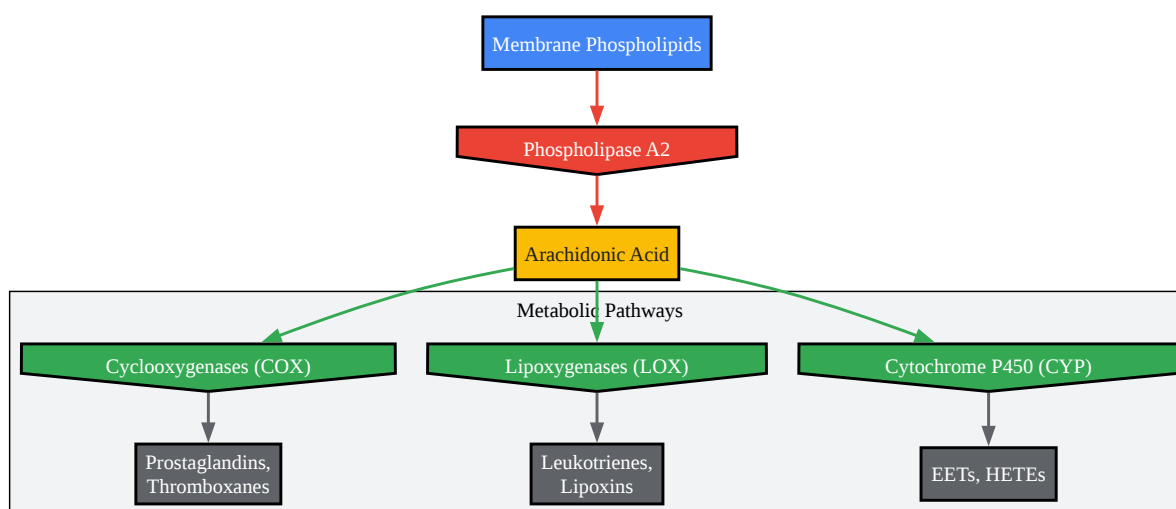 Membrane Phospholipids
Phospholipase A2
Arachidonic Acid
Metabolic Pathways
Cyclooxygenases (COX)
Lipoxygenases (LOX)
Cytochrome P450 (CYP)
Prostaglandins,
Thromboxanes
Leukotrienes,
Lipoxins
EETs, HETEs